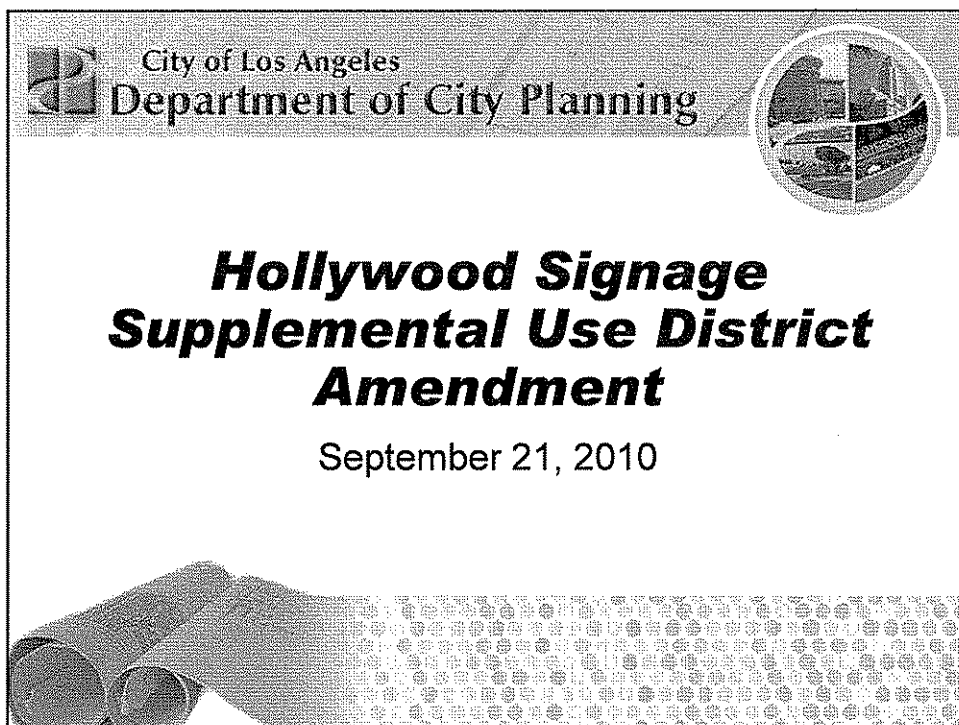 City of Los Angeles
Department of City Planning
Hollywood Signage
Supplemental Use District
Amendment
September 21, 2010